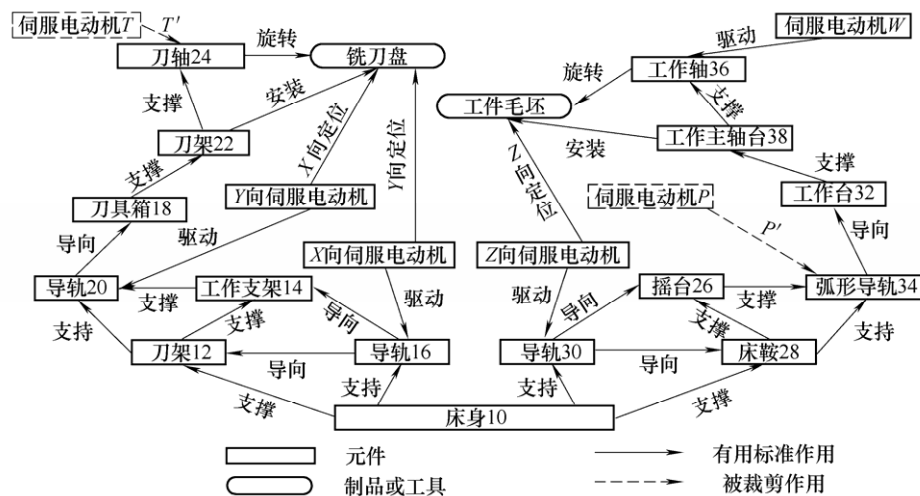 伺服电动机T
T′
伺服电动机W
刀轴24
旋转
铣刀盘
驱动
工作轴36
旋转
支撑
安装
工件毛坯
支撑
刀架22
X向定位
Y向定位
安装
工作主轴台38
支撑
Z向定位
支撑
刀具箱18
Y向伺服电动机
伺服电动机P
工作台32
导向
驱动
X向伺服电动机
Z向伺服电动机
P′
导向
导轨20
支撑
工作支架14
驱动
驱动
导向
摇台26
支撑
弧形导轨34
支持
支撑
导向
支撑
支持
刀架12
导向
导轨16
导轨30
导向
床鞍28
支撑
支持
支持
支撑
床身10
元件
有用标准作用
制品或工具
被裁剪作用